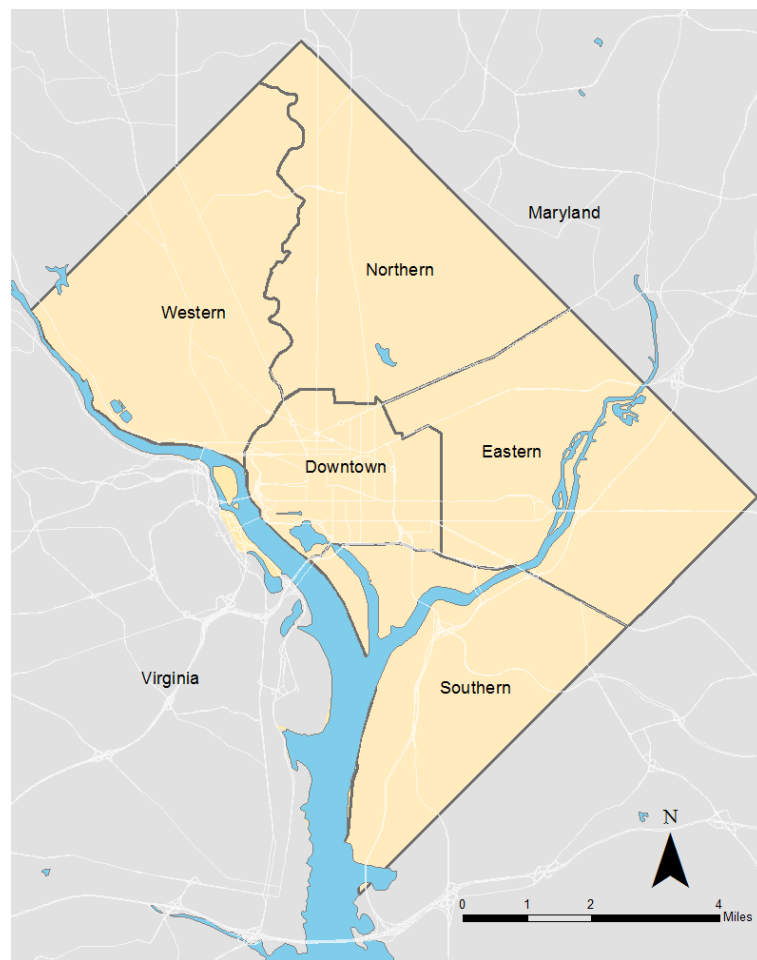 Maryland
Northern
Western
Eastern
Downtown
Virginia
Southern
N
0 1 2 4
Miles